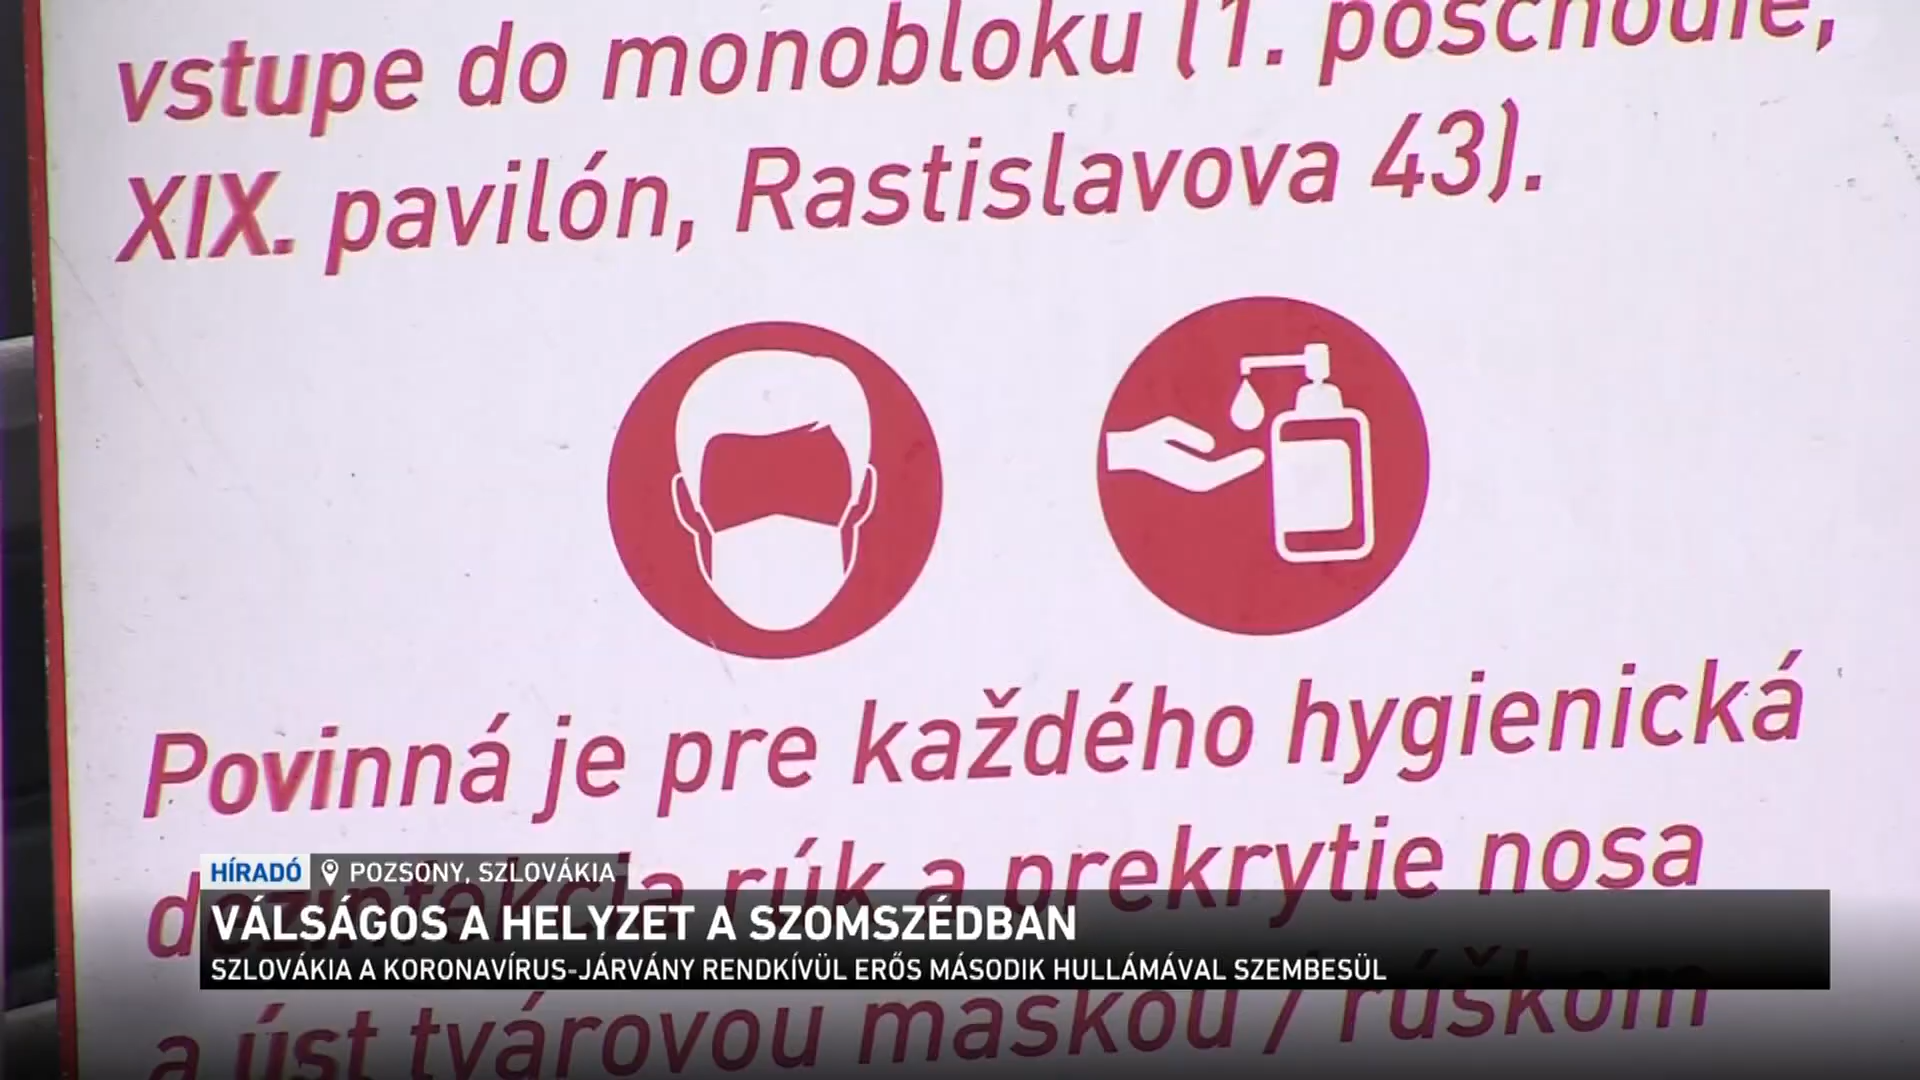 vstupe do monobloku (1. poschodie,
XIX. pavilón, Rastislavova 43).
Povinná je pre každého hygienická
dezinfekcia rúk a prekrytie nosa
HÍRADÓ POZSONY, SZLOVÁKIA
VÁLSÁGOS A HELYZET A SZOMSZÉDBAN
SZLOVÁKIA A KORONAVÍRUS-JÁRVÁNY RENDKÍVÜL ERŐS MÁSODIK HULLÁMÁVAL SZEMBESÜL
a úst tvárovou maskou / rúškom